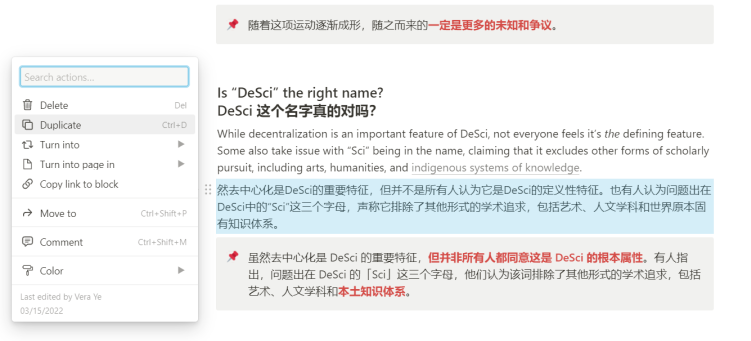 随着这项运动逐渐成形，随之而来的一定是更多的未知和争议。
Search actions...
Delete Del
Duplicate Ctrl+D
Turn into
Turn into page in
Copy link to block
Move to Ctrl+Shift+P
Comment Ctrl+Shift+M
Color
Last edited by Vera Ye
03/15/2022
Is “DeSci” the right name?
DeSci 这个名字真的对吗?
While decentralization is an important feature of DeSci, not everyone feels it’s the defining feature.
Some also take issue with “Sci” being in the name, claiming that it excludes other forms of scholarly
pursuit, including arts, humanities, and indigenous systems of knowledge.
然去中心化是DeSci的重要特征，但并不是所有人认为它是DeSci的定义性特征。也有人认为问题出在
DeSci中的“Sci”这三个字母，声称它排除了其他形式的学术追求，包括艺术、人文学科和世界原本固
有知识体系。
虽然去中心化是 DeSci 的重要特征，但并非所有人都同意这是 DeSci 的根本属性。有人指
出，问题出在 DeSci 的「Sci」这三个字母，他们认为该词排除了其他形式的学术追求，包括
艺术、人文学科和本土知识体系。